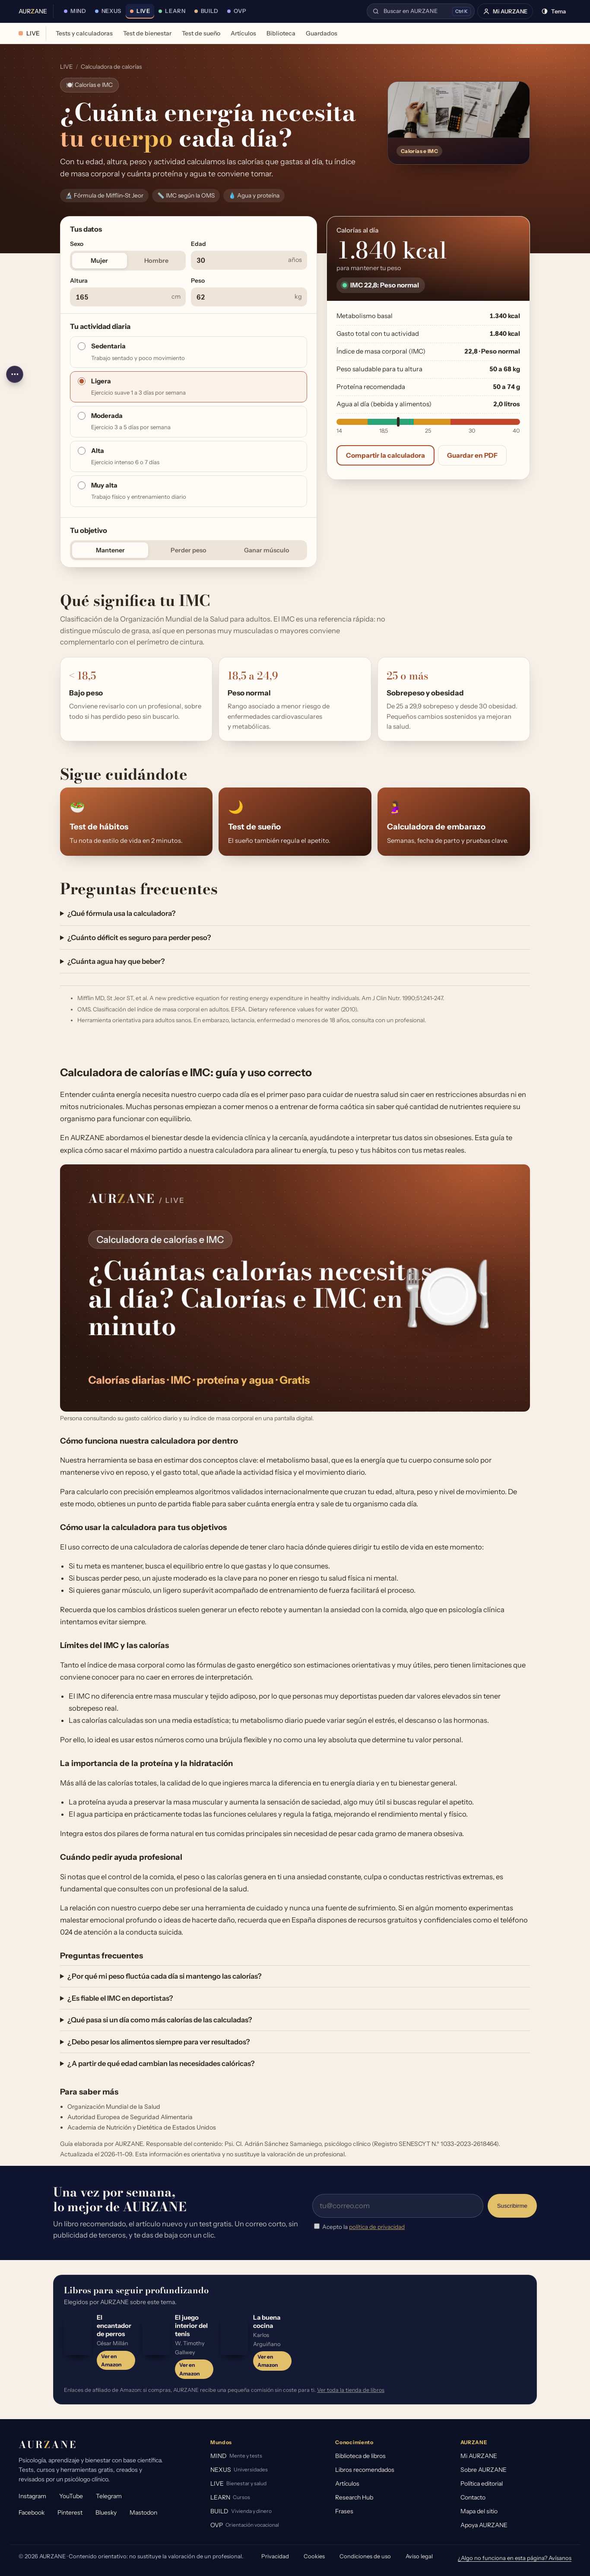 AURZANE
MIND
NEXUS
LIVE
LEARN
BUILD
OVP
Buscar en AURZANE
Ctrl K
Mi AURZANE
Tema
LIVE
Tests y calculadoras
Test de bienestar
Test de sueño
Artículos
Biblioteca
Guardados
LIVE / Calculadora de calorías
Calorías e IMC
¿Cuánta energía necesita
tu cuerpo cada día?
Con tu edad, altura, peso y actividad calculamos las calorías que gastas al día, tu índice
de masa corporal y cuánta proteína y agua te conviene tomar.
Fórmula de Mifflin-St Jeor
IMC según la OMS
Agua y proteína
Calorías e IMC
Tus datos
Sexo
Edad
Mujer
Hombre
30
años
Altura
Peso
165
cm
62
kg
Tu actividad diaria
Sedentaria
Trabajo sentado y poco movimiento
Ligera
Ejercicio suave 1 a 3 días por semana
Moderada
Ejercicio 3 a 5 días por semana
Alta
Ejercicio intenso 6 o 7 días
Muy alta
Trabajo físico y entrenamiento diario
Tu objetivo
Mantener
Perder peso
Ganar músculo
Calorías al día
1.840 kcal
para mantener tu peso
IMC 22,8: Peso normal
Metabolismo basal
1.340 kcal
Gasto total con tu actividad
1.840 kcal
Índice de masa corporal (IMC)
22,8 · Peso normal
Peso saludable para tu altura
50 a 68 kg
Proteína recomendada
50 a 74 g
Agua al día (bebida y alimentos)
2,0 litros
14
18,5
25
30
40
Compartir la calculadora
Guardar en PDF
Qué significa tu IMC
Clasificación de la Organización Mundial de la Salud para adultos. El IMC es una referencia rápida: no
distingue músculo de grasa, así que en personas muy musculadas o mayores conviene
complementarlo con el perímetro de cintura.
< 18,5
Bajo peso
Conviene revisarlo con un profesional, sobre
todo si has perdido peso sin buscarlo.
18,5 a 24,9
Peso normal
Rango asociado a menor riesgo de
enfermedades cardiovasculares
y metabólicas.
25 o más
Sobrepeso y obesidad
De 25 a 29,9 sobrepeso y desde 30 obesidad.
Pequeños cambios sostenidos ya mejoran
la salud.
Sigue cuidándote
Test de hábitos
Tu nota de estilo de vida en 2 minutos.
Test de sueño
El sueño también regula el apetito.
Calculadora de embarazo
Semanas, fecha de parto y pruebas clave.
Preguntas frecuentes
¿Qué fórmula usa la calculadora?
¿Cuánto déficit es seguro para perder peso?
¿Cuánta agua hay que beber?
Mifflin MD, St Jeor ST, et al. A new predictive equation for resting energy expenditure in healthy individuals. Am J Clin Nutr. 1990;51:241-247.
OMS. Clasificación del índice de masa corporal en adultos, EFSA. Dietary reference values for water (2010).
Herramienta orientativa para adultos sanos. En embarazo, lactancia, enfermedad o menores de 18 años, consulta con un profesional.
Calculadora de calorías e IMC: guía y uso correcto
Entender cuánta energía necesita nuestro cuerpo cada día es el primer paso para cuidar de nuestra salud sin caer en restricciones absurdas ni en
mitos nutricionales. Muchas personas empiezan a comer menos o a entrenar de forma caótica sin saber qué cantidad de nutrientes requiere su
organismo para funcionar con equilibrio.
En AURZANE abordamos el bienestar desde la evidencia clínica y la cercanía, ayudándote a interpretar tus datos sin obsesiones. Esta guía te
explica cómo sacar el máximo partido a nuestra calculadora para alinear tu energía, tu peso y tus hábitos con tus metas reales.
AURZANE / LIVE
Calculadora de calorías e IMC
¿Cuántas calorías necesitas
al día? Calorías e IMC en
minuto
Calorías diarias · IMC · proteína y agua · Gratis
Persona consultando su gasto calórico diario y su índice de masa corporal en una pantalla digital.
Cómo funciona nuestra calculadora por dentro
Nuestra herramienta se basa en estimar dos conceptos clave: el metabolismo basal, que es la energía que tu cuerpo consume solo por
mantenerse vivo en reposo, y el gasto total, que añade la actividad física y el movimiento diario.
Para calcularlo con precisión empleamos algoritmos validados internacionalmente que cruzan tu edad, altura, peso y nivel de movimiento. De
este modo, obtienes un punto de partida fiable para saber cuánta energía entra y sale de tu organismo cada día.
Cómo usar la calculadora para tus objetivos
El uso correcto de una calculadora de calorías depende de tener claro hacia dónde quieres dirigir tu estilo de vida en este momento:
Si tu meta es mantener, busca el equilibrio entre lo que gastas y lo que consumes.
Si buscas perder peso, un ajuste moderado es la clave para no poner en riesgo tu salud física ni mental.
Si quieres ganar músculo, un ligero superávit acompañado de entrenamiento de fuerza facilitará el proceso.
Recuerda que los cambios drásticos suelen generar un efecto rebote y aumentan la ansiedad con la comida, algo que en psicología clínica
intentamos evitar siempre.
Límites del IMC y las calorías
Tanto el índice de masa corporal como las fórmulas de gasto energético son estimaciones orientativas y muy útiles, pero tienen limitaciones que
conviene conocer para no caer en errores de interpretación.
El IMC no diferencia entre masa muscular y tejido adiposo, por lo que personas muy deportistas pueden dar valores elevados sin tener
sobrepeso real.
Las calorías calculadas son una media estadística; tu metabolismo diario puede variar según el estrés, el descanso o las hormonas.
Por ello, lo ideal es usar estos números como una brújula flexible y no como una ley absoluta que determine tu valor personal.
La importancia de la proteína y la hidratación
Más allá de las calorías totales, la calidad de lo que ingieres marca la diferencia en tu energía diaria y en tu bienestar general.
La proteína ayuda a preservar la masa muscular y aumenta la sensación de saciedad, algo muy útil si buscas regular el apetito.
El agua participa en prácticamente todas las funciones celulares y regula la fatiga, mejorando el rendimiento mental y físico.
Integra estos dos pilares de forma natural en tus comidas principales sin necesidad de pesar cada gramo de manera obsesiva.
Cuándo pedir ayuda profesional
Si notas que el control de la comida, el peso o las calorías genera en ti una ansiedad constante, culpa o conductas restrictivas extremas, es
fundamental que consultes con un profesional de la salud.
La relación con nuestro cuerpo debe ser una herramienta de cuidado y nunca una fuente de sufrimiento. Si en algún momento experimentas
malestar emocional profundo o ideas de hacerte daño, recuerda que en España dispones de recursos gratuitos y confidenciales como el teléfono
024 de atención a la conducta suicida.
Preguntas frecuentes
¿Por qué mi peso fluctúa cada día si mantengo las calorías?
¿Es fiable el IMC en deportistas?
¿Qué pasa si un día como más calorías de las calculadas?
¿Debo pesar los alimentos siempre para ver resultados?
¿A partir de qué edad cambian las necesidades calóricas?
Para saber más
Organización Mundial de la Salud
Autoridad Europea de Seguridad Alimentaria
Academia de Nutrición y Dietética de Estados Unidos
Guía elaborada por AURZANE. Responsable del contenido: Psi. Cl. Adrián Sánchez Samaniego, psicólogo clínico (Registro SENESCYT N.º 1033-2023-2618464).
Actualizada el 2026-11-09. Esta información es orientativa y no sustituye la valoración de un profesional.
Una vez por semana,
lo mejor de AURZANE
Un libro recomendado, el artículo nuevo y un test gratis. Un correo corto, sin
publicidad de terceros, y te das de baja con un clic.
tu@correo.com
Suscribirme
Acepto la política de privacidad
Libros para seguir profundizando
Elegidos por AURZANE sobre este tema.
El
encantador
de perros
César Millán
Ver en
Amazon
El juego
interior del
tenis
W. Timothy
Gallwey
Ver en
Amazon
La buena
cocina
Karlos
Arguiñano
Ver en
Amazon
Enlaces de afiliado de Amazon: si compras, AURZANE recibe una pequeña comisión sin coste para ti. Ver toda la tienda de libros
AURZANE
Psicología, aprendizaje y bienestar con base científica.
Tests, cursos y herramientas gratis, creados y
revisados por un psicólogo clínico.
Instagram
YouTube
Telegram
Facebook
Pinterest
Bluesky
Mastodon
Mundos
MIND Mente y tests
NEXUS Universidades
LIVE Bienestar y salud
LEARN Cursos
BUILD Vivienda y dinero
OVP Orientación vocacional
Conocimiento
Biblioteca de libros
Libros recomendados
Artículos
Research Hub
Frases
AURZANE
Mi AURZANE
Sobre AURZANE
Política editorial
Contacto
Mapa del sitio
Apoya AURZANE
© 2026 AURZANE · Contenido orientativo: no sustituye la valoración de un profesional.
Privacidad
Cookies
Condiciones de uso
Aviso legal
¿Algo no funciona en esta página? Avísanos